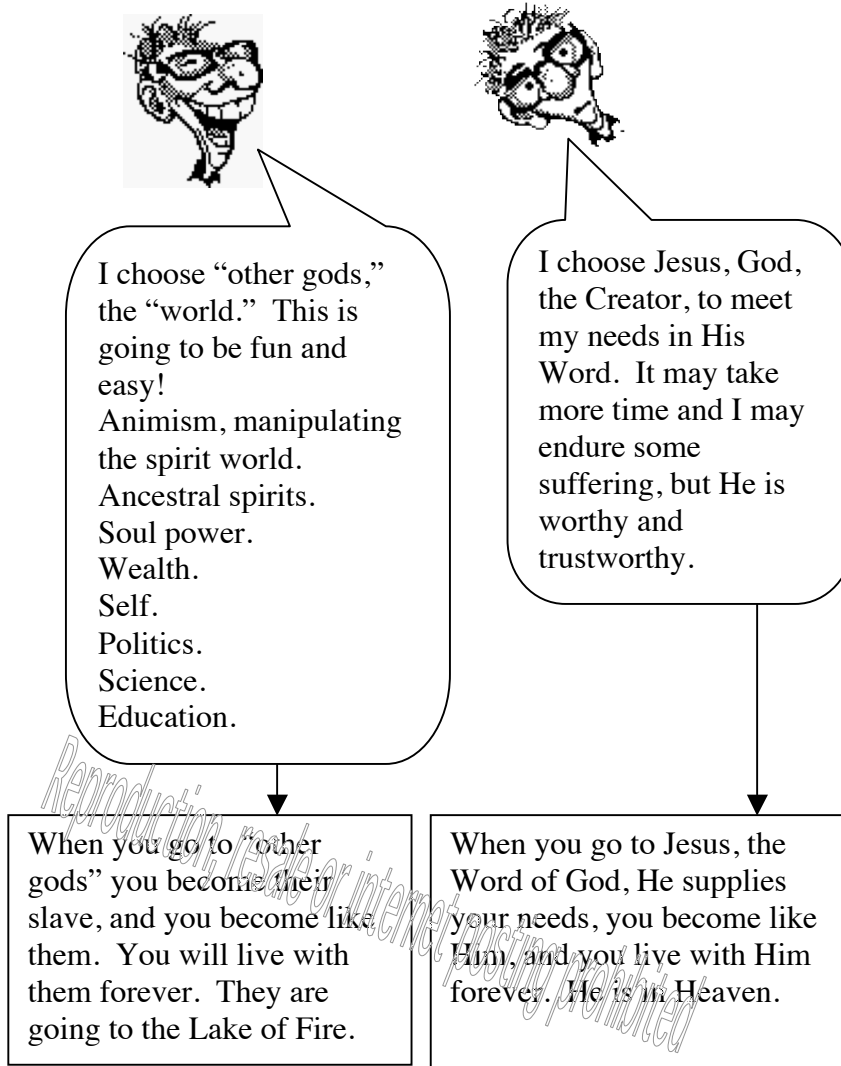 I choose “other gods,”
the “world.”  This is
going to be fun and
easy!
Animism, manipulating
the spirit world.
Ancestral spirits.
Soul power.
Wealth.
Self.
Politics.
Science.
Education.
I choose Jesus, God,
the Creator, to meet
my needs in His
Word.  It may take
more time and I may
endure some
suffering, but He is
worthy and
trustworthy.
When you go to “other
gods” you become their
slave, and you become like
them.  You will live with
them forever.  They are
going to the Lake of Fire.
When you go to Jesus, the
Word of God, He supplies
your needs, you become like
Him, and you live with Him
forever.  He is in Heaven.
Reproduction, resale or internet posting prohibited